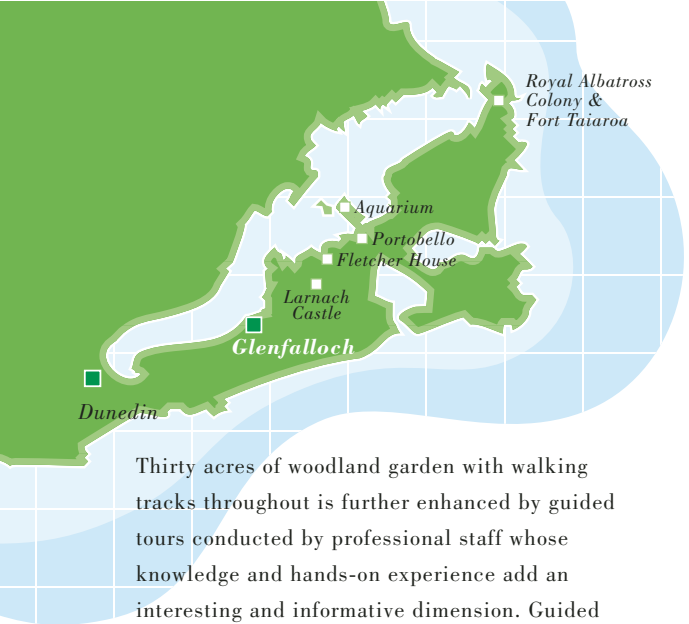 Royal Albatross
Colony &
Fort Taiaroa
Aquarium
Portobello
Fletcher House
Larnach
Castle
Glenfalloch
Dunedin
Thirty acres of woodland garden with walking
tracks throughout is further enhanced by guided
tours conducted by professional staff whose
knowledge and hands-on experience add an
interesting and informative dimension. Guided